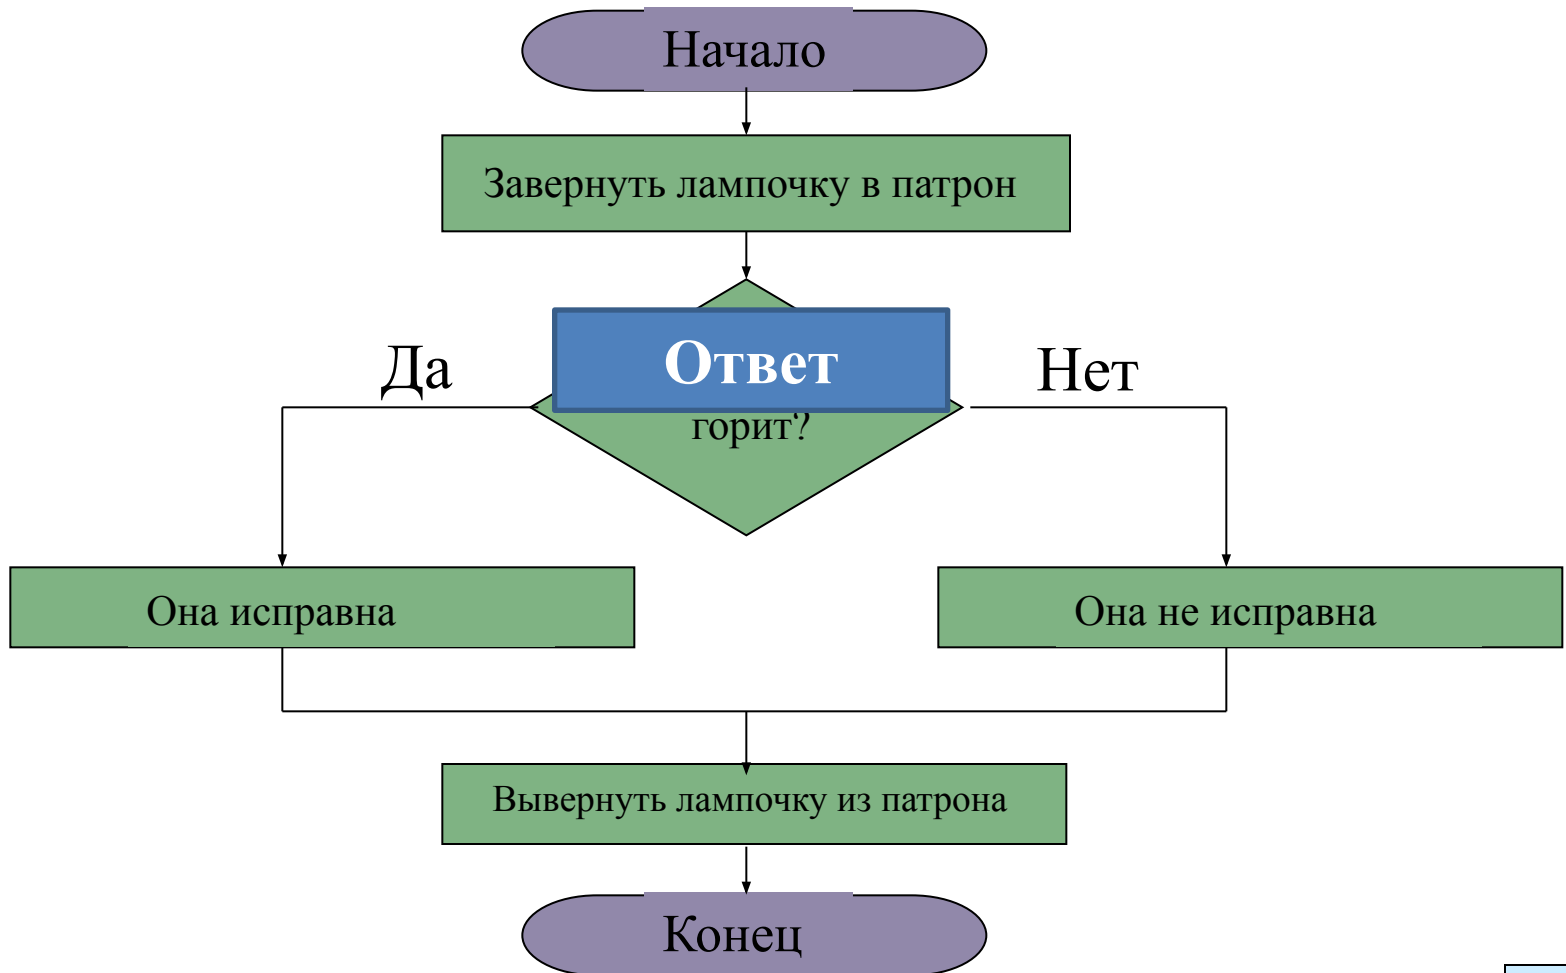 Начало
Завернуть лампочку в патрон
Да
Ответ
Нет
горит?
Она исправна
Она не исправна
Вывернуть лампочку из патрона
Конец